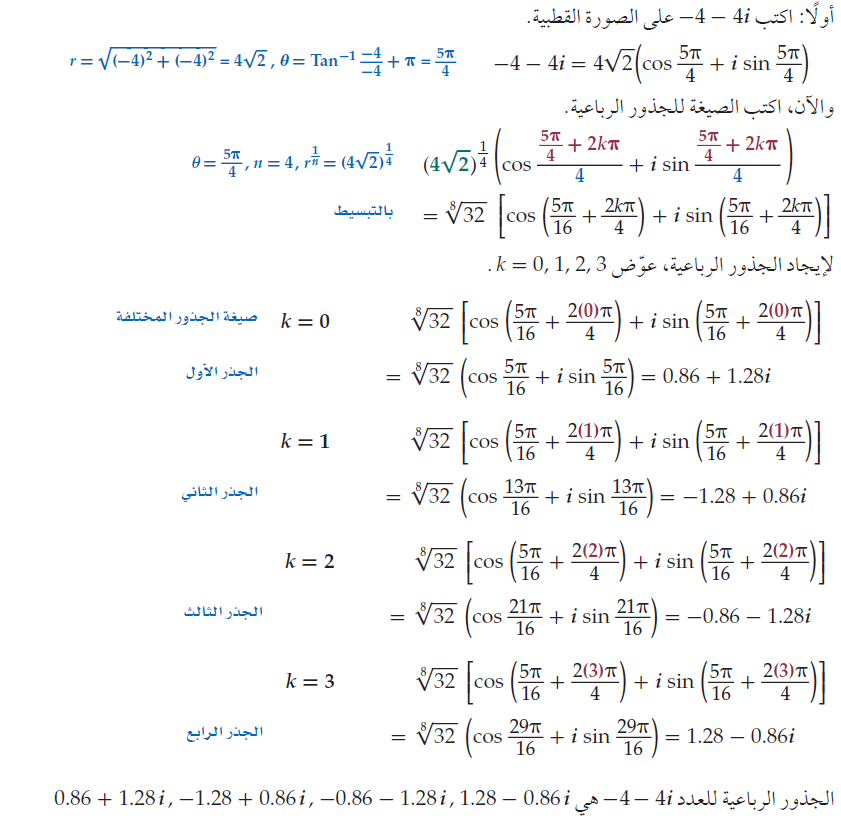 أولًا: اكتب −4 − 4i على الصورة القطبية.
r = √((−4)² + (−4)²) = 4√2 , θ = Tan⁻¹ −4/−4 + π = 5π/4    −4 − 4i = 4√2(cos 5π/4 + i sin 5π/4)
والآن، اكتب الصيغة للجذور الرباعية.
θ = 5π/4 , n = 4, r^(1/n) = (4√2)^(1/4)    (4√2)^(1/4) (cos (5π/4 + 2kπ)/4 + i sin (5π/4 + 2kπ)/4)
بالتبسيط    = ⁸√32 [cos (5π/16 + 2kπ/4) + i sin (5π/16 + 2kπ/4)]
لإيجاد الجذور الرباعية، عوّض k = 0, 1, 2, 3 .
صيغة الجذور المختلفة    k = 0    ⁸√32 [cos (5π/16 + 2(0)π/4) + i sin (5π/16 + 2(0)π/4)]
الجذر الأول    = ⁸√32 (cos 5π/16 + i sin 5π/16) = 0.86 + 1.28i
k = 1    ⁸√32 [cos (5π/16 + 2(1)π/4) + i sin (5π/16 + 2(1)π/4)]
الجذر الثاني    = ⁸√32 (cos 13π/16 + i sin 13π/16) = −1.28 + 0.86i
k = 2    ⁸√32 [cos (5π/16 + 2(2)π/4) + i sin (5π/16 + 2(2)π/4)]
الجذر الثالث    = ⁸√32 (cos 21π/16 + i sin 21π/16) = −0.86 − 1.28i
k = 3    ⁸√32 [cos (5π/16 + 2(3)π/4) + i sin (5π/16 + 2(3)π/4)]
الجذر الرابع    = ⁸√32 (cos 29π/16 + i sin 29π/16) = 1.28 − 0.86i
الجذور الرباعية للعدد −4 − 4i هي 0.86 + 1.28i, −1.28 + 0.86i, −0.86 − 1.28i, 1.28 − 0.86i